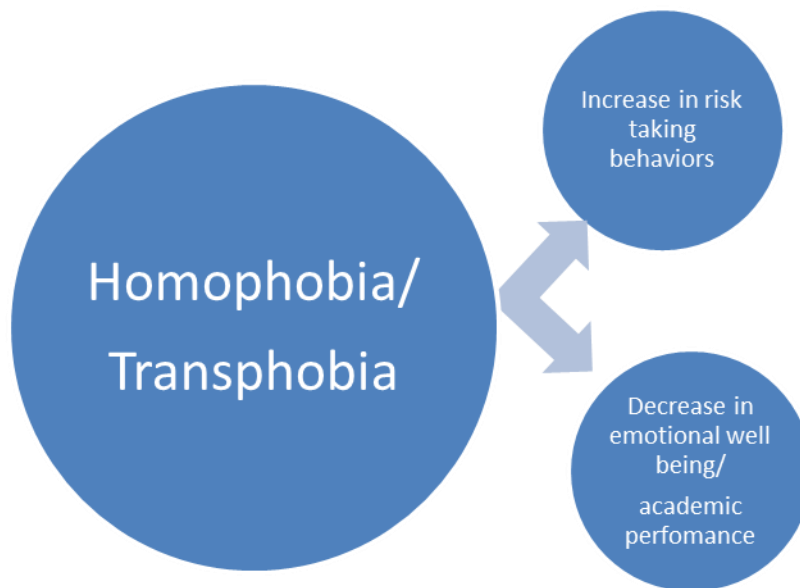 Homophobia/
Transphobia
Increase in risk
taking
behaviors
Decrease in
emotional well
being/
academic
perfomance